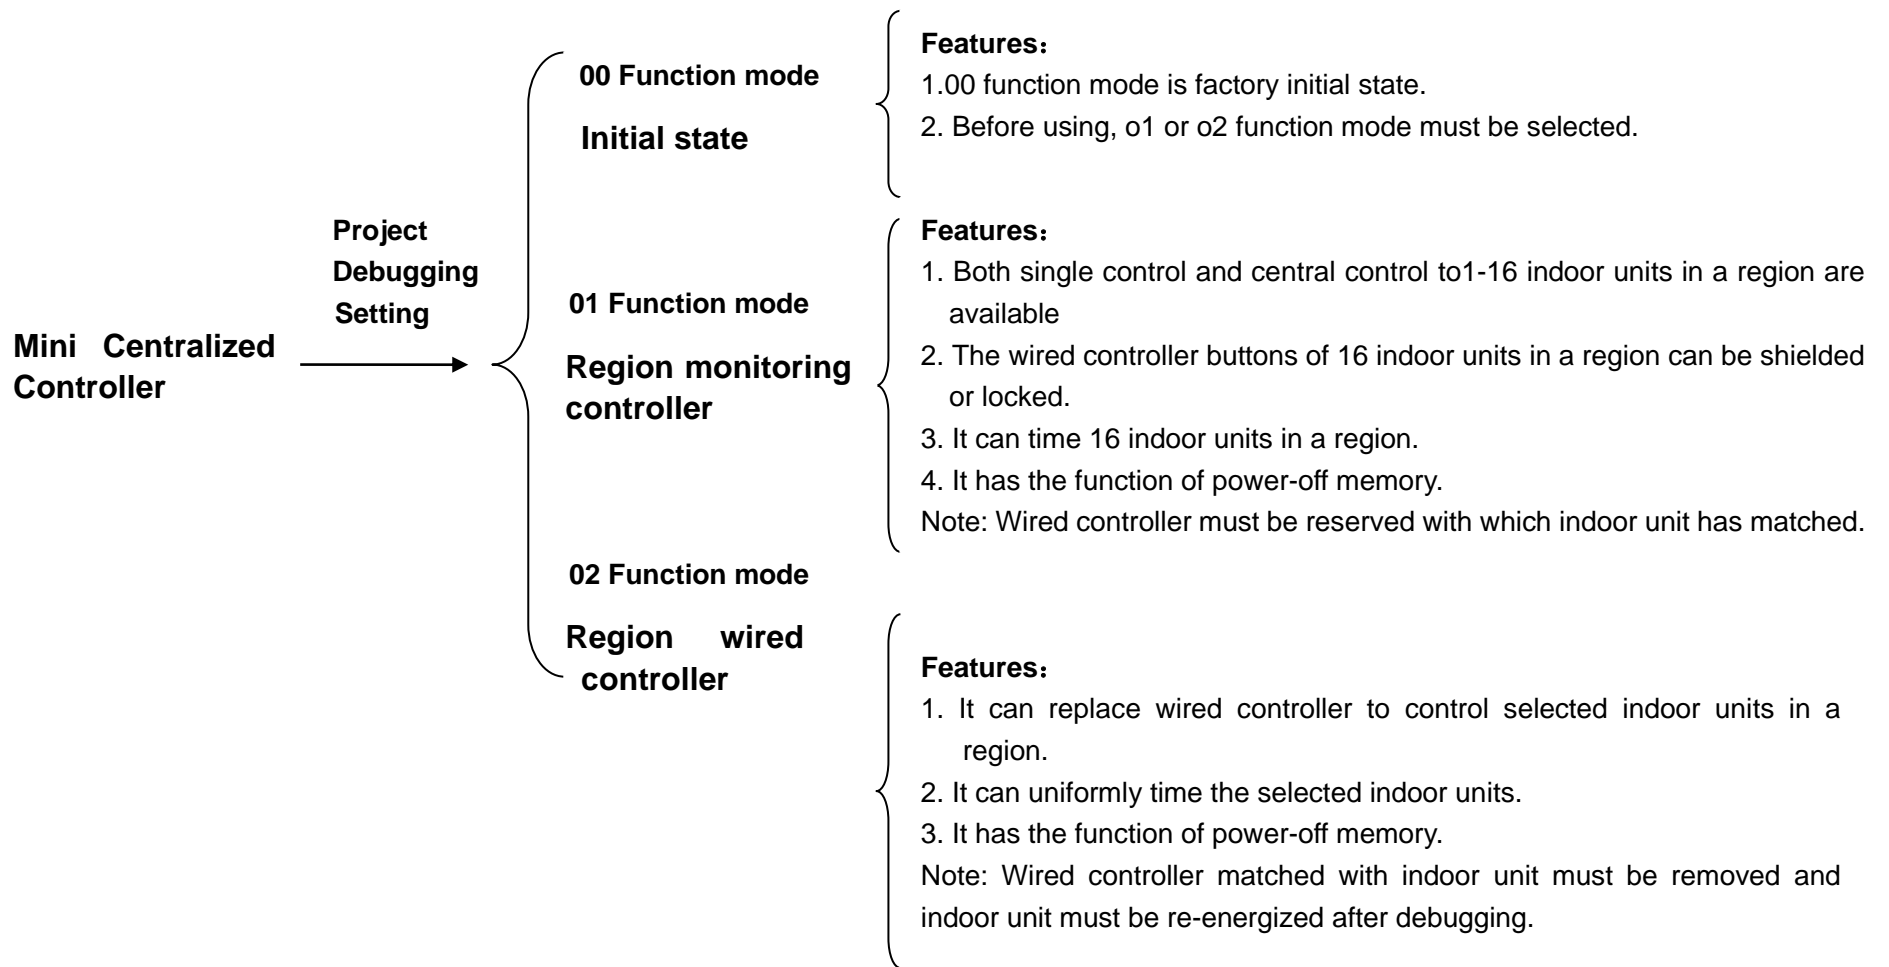 Mini Centralized
Controller
Project
Debugging
Setting
00 Function mode
Initial state
Features：
1.00 function mode is factory initial state.
2. Before using, o1 or o2 function mode must be selected.
01 Function mode
Region monitoring
controller
Features：
1. Both single control and central control to1-16 indoor units in a region are
available
2. The wired controller buttons of 16 indoor units in a region can be shielded
or locked.
3. It can time 16 indoor units in a region.
4. It has the function of power-off memory.
Note: Wired controller must be reserved with which indoor unit has matched.
02 Function mode
Region wired
controller
Features：
1. It can replace wired controller to control selected indoor units in a
region.
2. It can uniformly time the selected indoor units.
3. It has the function of power-off memory.
Note: Wired controller matched with indoor unit must be removed and
indoor unit must be re-energized after debugging.